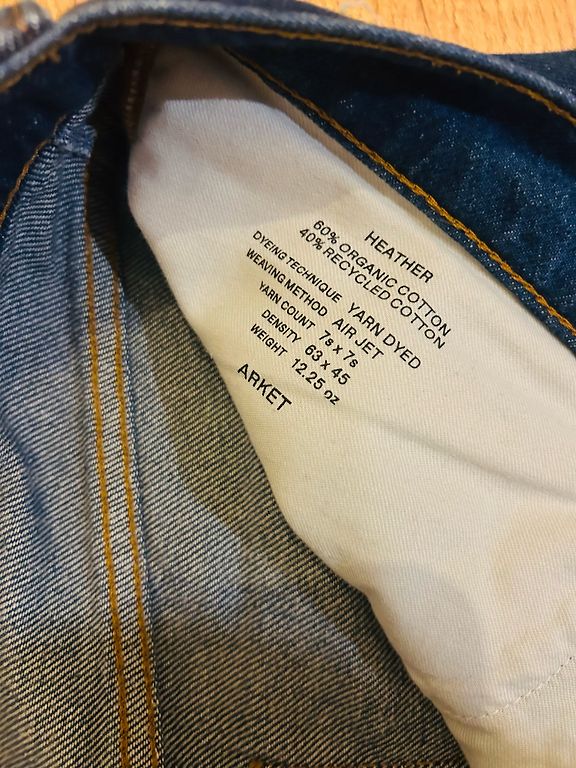 HEATHER
60% ORGANIC COTTON
40% RECYCLED COTTON
DYEING TECHNIQUE YARN DYED
WEAVING METHOD AIR JET
YARN COUNT 7s x 7s
DENSITY 63 x 45
WEIGHT 12.25 oz
ARKET